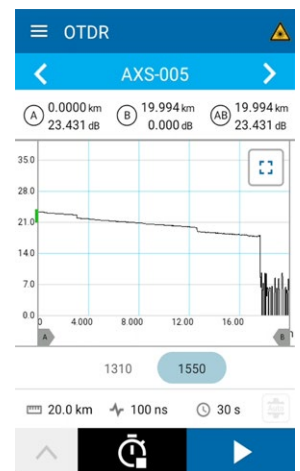 OTDR
AXS-005
A 0.0000 km 23.431 dB
B 19.994 km 0.000 dB
AB 19.994 km 23.431 dB
35.0
28.0
21.0
14.0
7.0
0.0
0 4.000 8.000 12.00 16.00
A B
1310 1550
20.0 km 100 ns 30 s